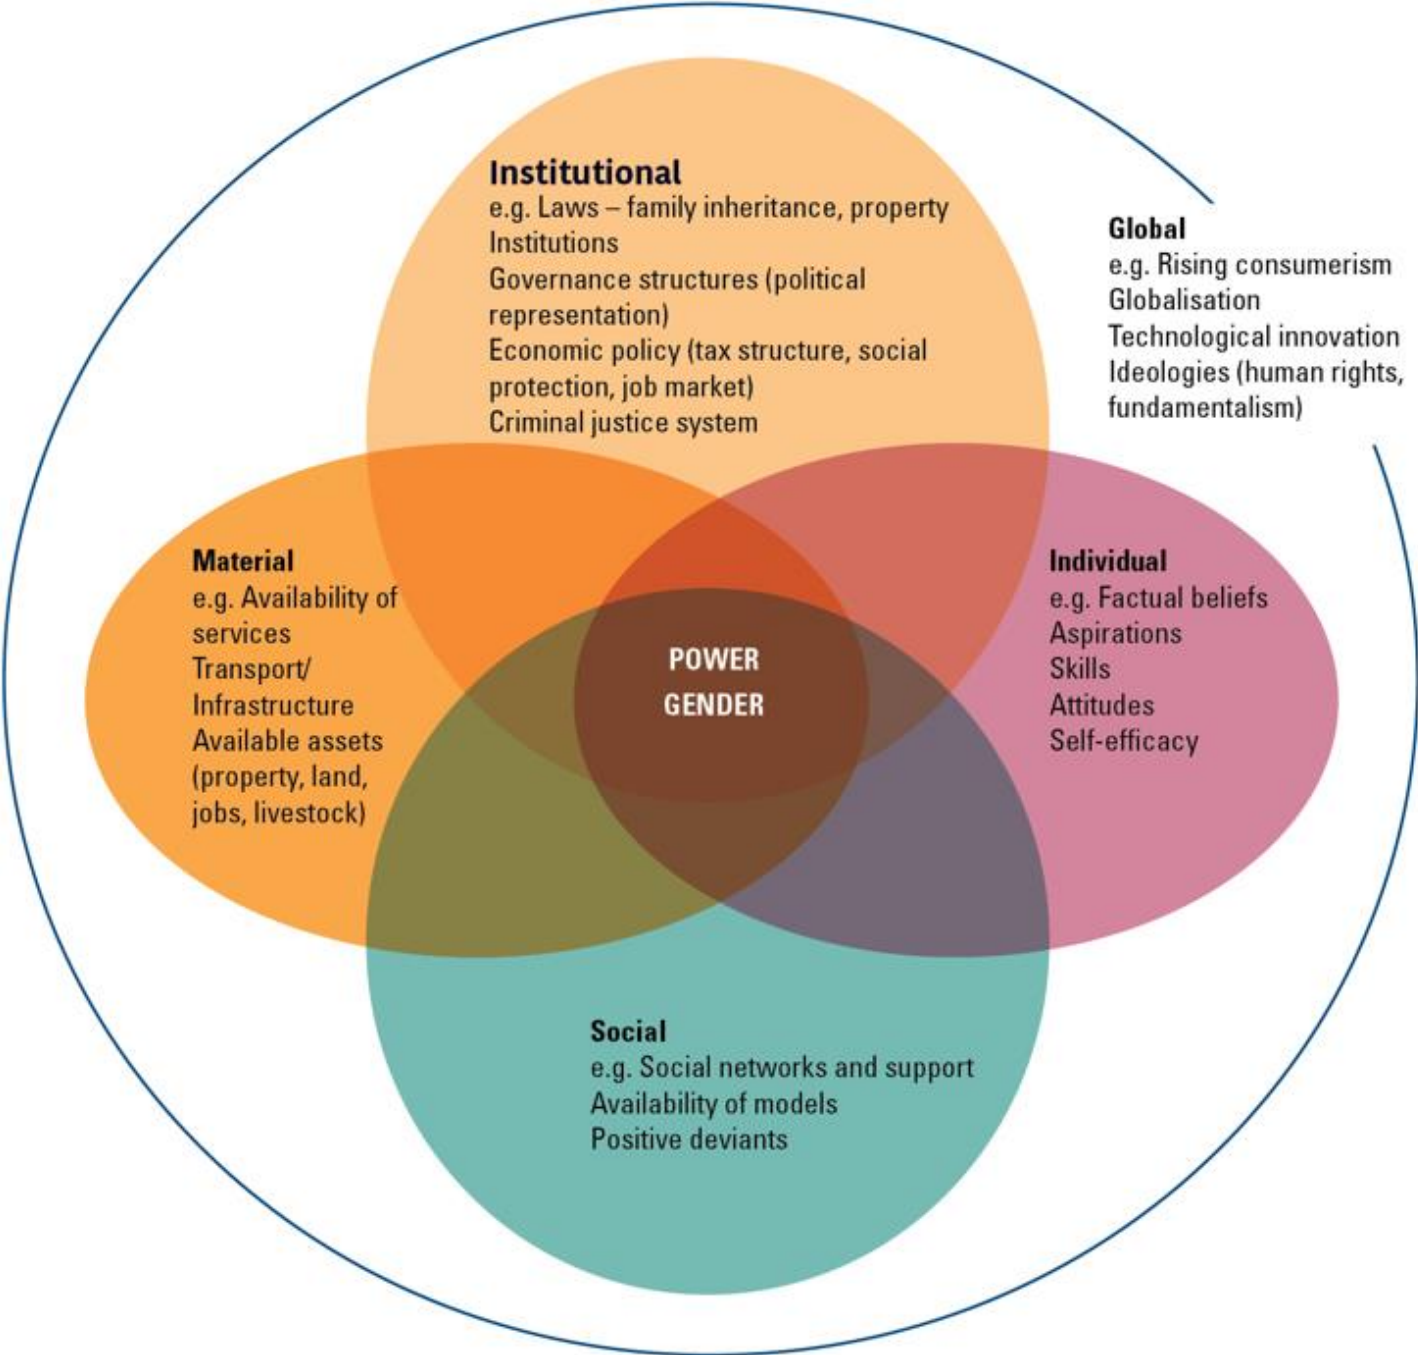 Institutional
e.g. Laws – family inheritance, property
Institutions
Governance structures (political
representation)
Economic policy (tax structure, social
protection, job market)
Criminal justice system
Global
e.g. Rising consumerism
Globalisation
Technological innovation
Ideologies (human rights,
fundamentalism)
Material
e.g. Availability of
services
Transport/
Infrastructure
Available assets
(property, land,
jobs, livestock)
POWER
GENDER
Individual
e.g. Factual beliefs
Aspirations
Skills
Attitudes
Self-efficacy
Social
e.g. Social networks and support
Availability of models
Positive deviants